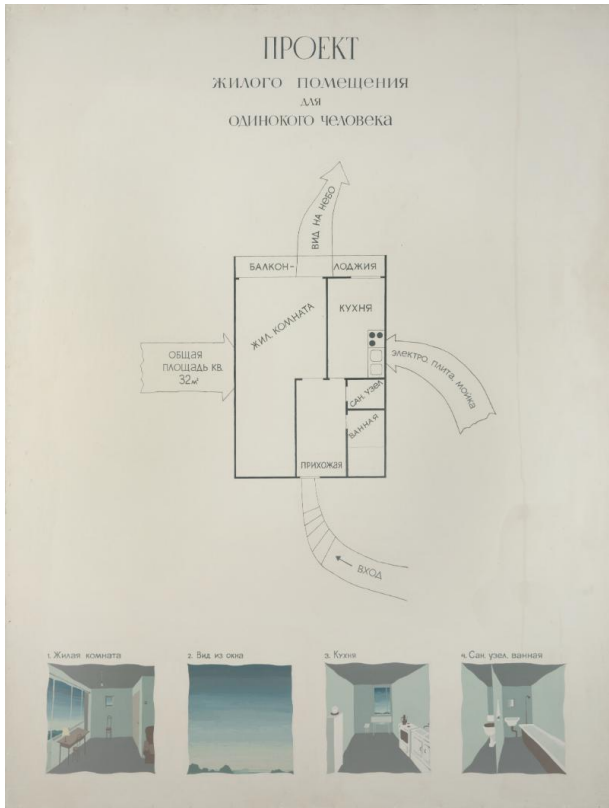 ПРОЕКТ
ЖИЛОГО ПОМЕЩЕНИЯ
ДЛЯ
ОДИНОКОГО ЧЕЛОВЕКА
ВИД НА НЕБО
БАЛКОН-ЛОДЖИЯ
ЖИЛ. КОМНАТА
КУХНЯ
ОБЩАЯ
ПЛОЩАДЬ КВ.
32м²
ЭЛЕКТРО. ПЛИТА. МОЙКА
САН. УЗЕЛ
ВАННАЯ
ПРИХОЖАЯ
ВХОД
1. Жилая комната
2. Вид из окна
3. Кухня
4. Сан. узел. ванная